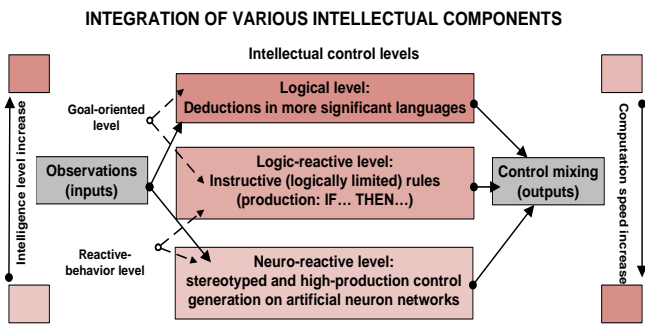 INTEGRATION OF VARIOUS INTELLECTUAL COMPONENTS
Intellectual control levels
Logical level:
Deductions in more significant languages
Goal-oriented
level
Observations
(inputs)
Logic-reactive level:
Instructive (logically limited) rules
(production: IF... THEN...)
Control mixing
(outputs)
Reactive-
behavior level
Neuro-reactive level:
stereotyped and high-production control
generation on artificial neuron networks
Intelligence level increase
Computation speed increase